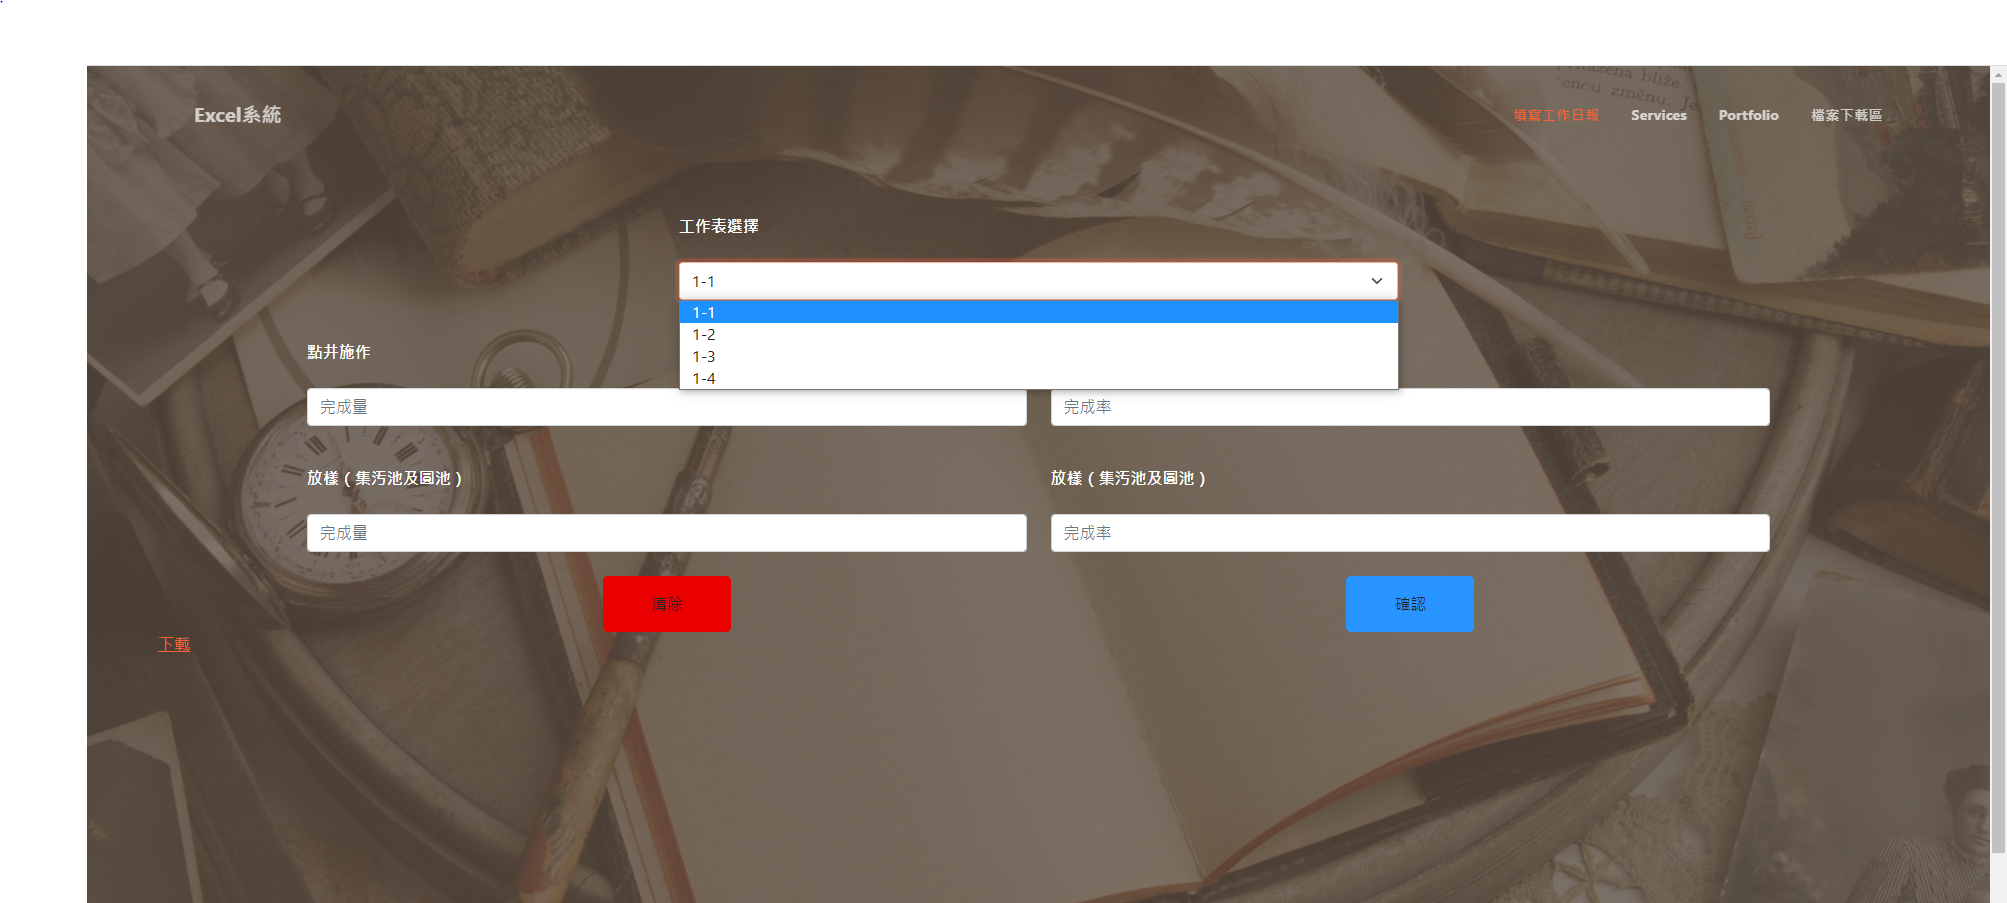 Excel系統
填寫工作日報 Services Portfolio 檔案下載區
工作表選擇
1-1
1-1
1-2
1-3
1-4
點井施作
完成量 完成率
放樣（集污池及圓池） 放樣（集污池及圓池）
完成量 完成率
清除 確認
下載